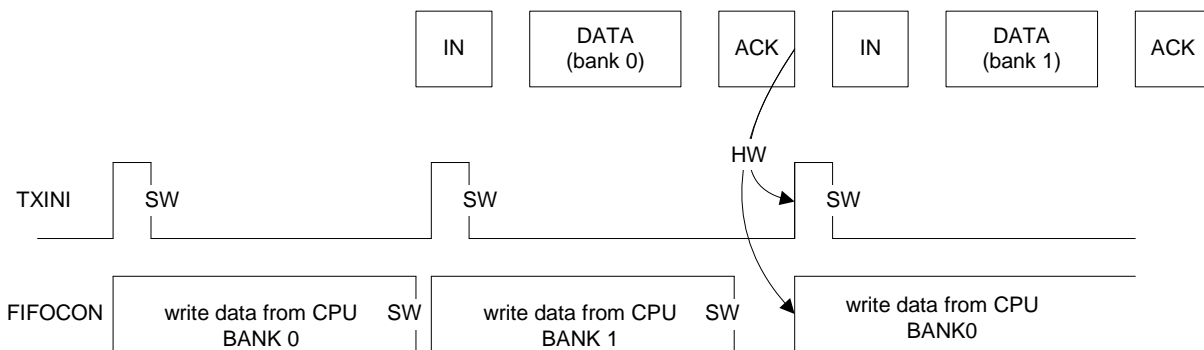 IN
DATA
(bank 0)
ACK
IN
DATA
(bank 1)
ACK
HW
TXINI
SW
SW
SW
FIFOCON
write data from CPU
BANK 0
SW
write data from CPU
BANK 1
SW
write data from CPU
BANK0